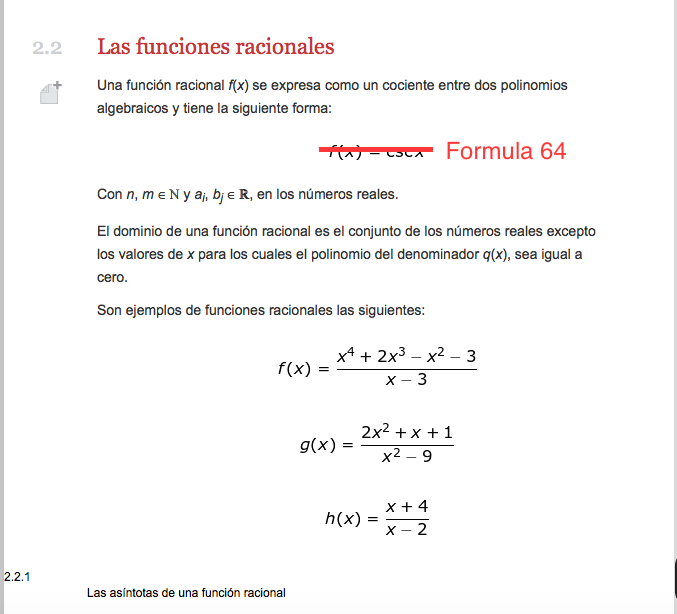 2.2 Las funciones racionales
Una función racional f(x) se expresa como un cociente entre dos polinomios
algebraicos y tiene la siguiente forma:
f(x) = cscx Formula 64
Con n, m ∈ N y aᵢ, bⱼ ∈ ℝ, en los números reales.
El dominio de una función racional es el conjunto de los números reales excepto
los valores de x para los cuales el polinomio del denominador q(x), sea igual a
cero.
Son ejemplos de funciones racionales las siguientes:
f(x) = (x⁴ + 2x³ – x² – 3)/(x – 3)
g(x) = (2x² + x + 1)/(x² – 9)
h(x) = (x + 4)/(x – 2)
2.2.1
Las asíntotas de una función racional